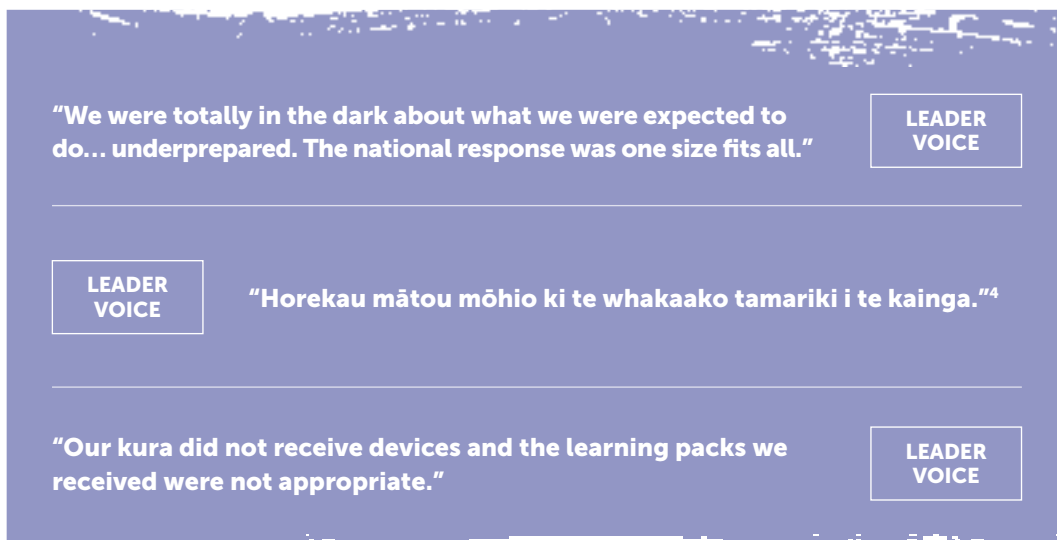 “We were totally in the dark about what we were expected to
do... underprepared. The national response was one size fits all.”
LEADER
VOICE
LEADER
VOICE
“Horekau mātou mōhio ki te whakaako tamariki i te kainga.”4
“Our kura did not receive devices and the learning packs we
received were not appropriate.”
LEADER
VOICE